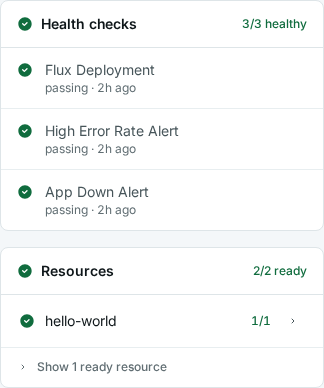 Health checks 3/3 healthy
Flux Deployment
passing · 2h ago
High Error Rate Alert
passing · 2h ago
App Down Alert
passing · 2h ago
Resources 2/2 ready
hello-world 1/1
Show 1 ready resource